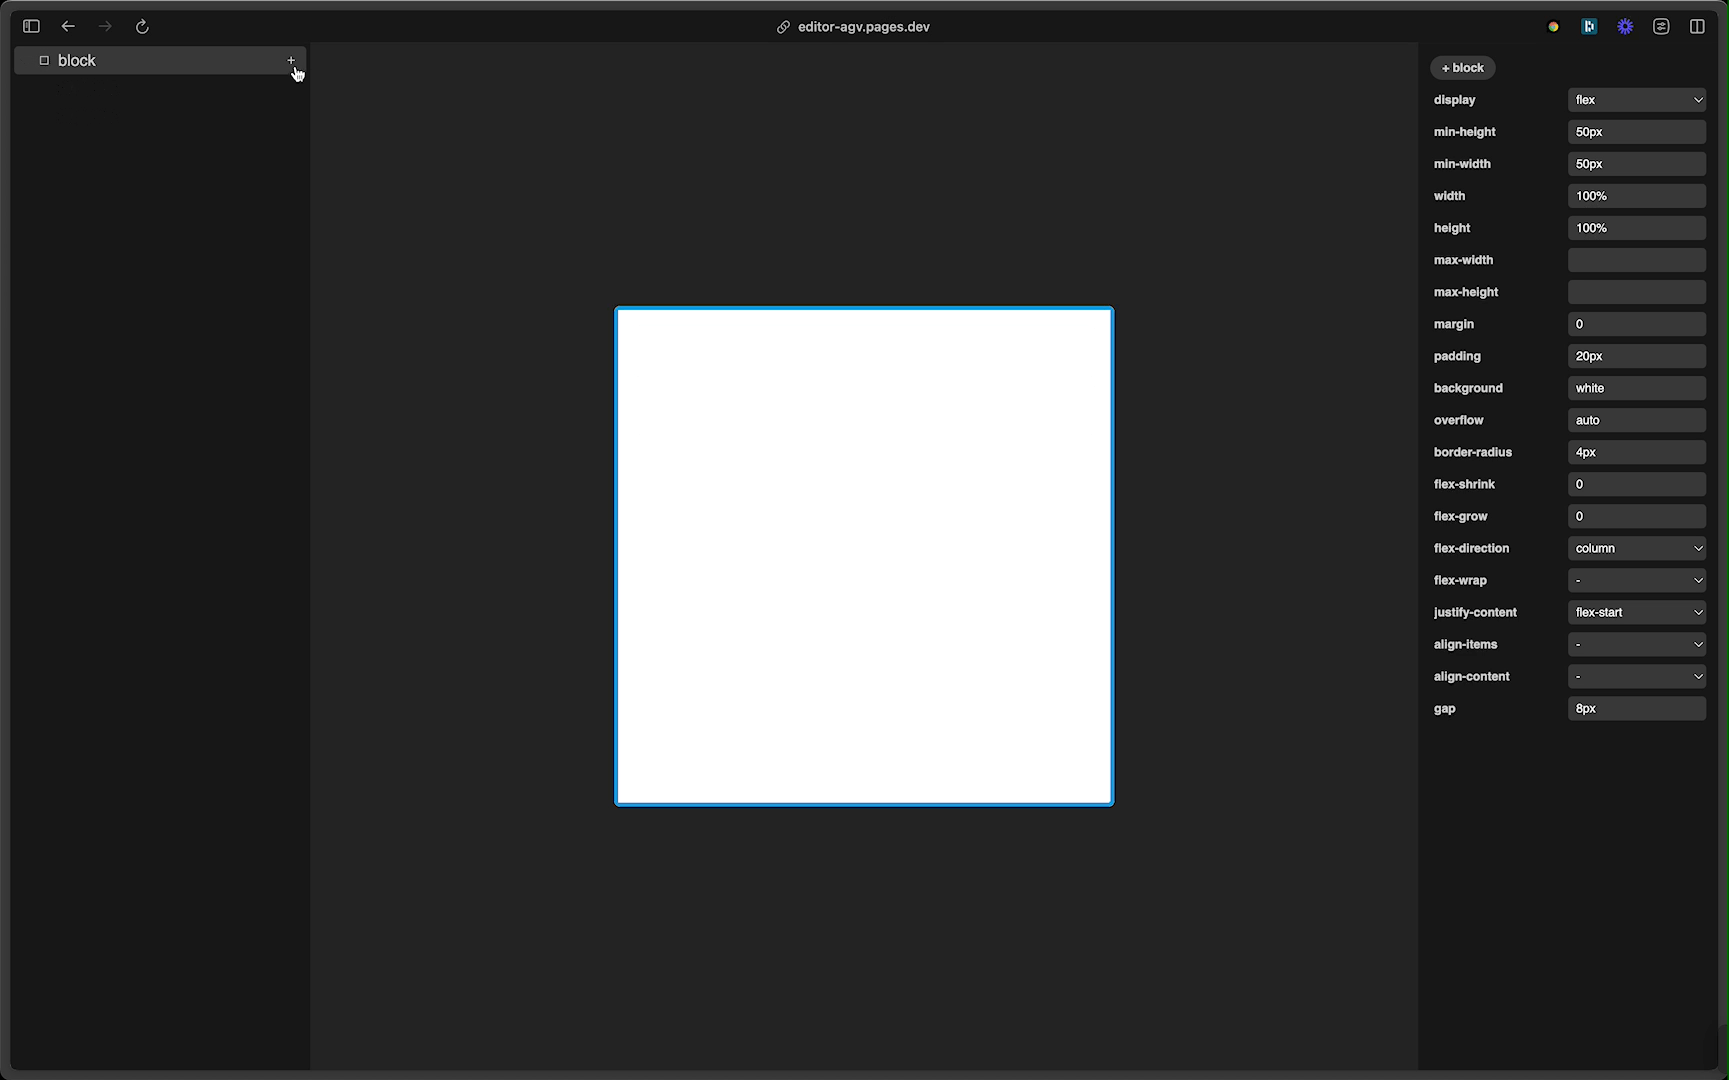 editor-agv.pages.dev
block +
+ block
display flex
min-height 50px
min-width 50px
width 100%
height 100%
max-width
max-height
margin 0
padding 20px
background white
overflow auto
border-radius 4px
flex-shrink 0
flex-grow 0
flex-direction column
flex-wrap -
justify-content flex-start
align-items -
align-content -
gap 8px